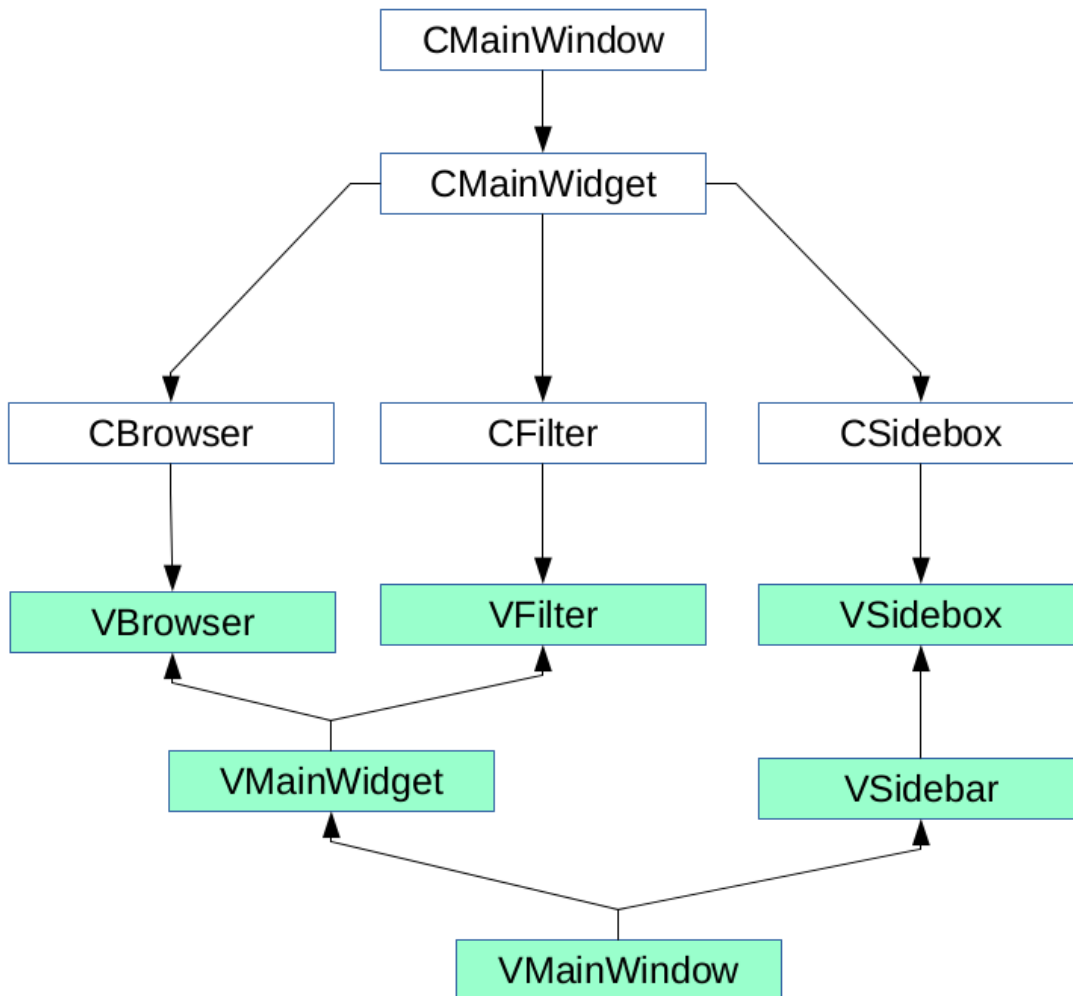 CMainWindow
CMainWidget
CBrowser
CFilter
CSidebox
VBrowser
VFilter
VSidebox
VMainWidget
VSidebar
VMainWindow